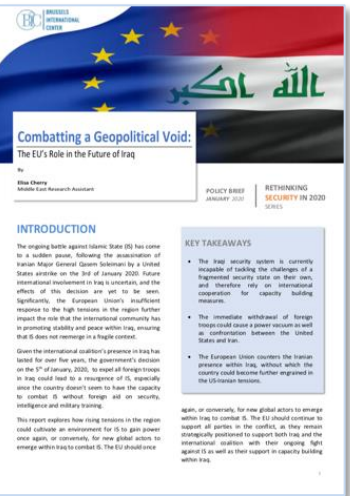 BRUSSELS
INTERNATIONAL
CENTER
الله اكبر
Combatting a Geopolitical Void:
The EU's Role in the Future of Iraq
By
Elisa Cherry
Middle East Research Assistant
POLICY BRIEF
JANUARY 2020
RETHINKING
SECURITY IN 2020
SERIES
INTRODUCTION
The ongoing battle against Islamic State (IS) has come
to a sudden pause, following the assassination of
Iranian Major General Qasem Soleimani by a United
States airstrike on the 3rd of January 2020. Future
international involvement in Iraq is uncertain, and the
effects of this decision are yet to be seen.
Significantly, the European Union's insufficient
response to the high tensions in the region further
impact the role that the international community has
in promoting stability and peace within Iraq, ensuring
that IS does not reemerge in a fragile context.
Given the international coalition's presence in Iraq has
lasted for over five years, the government's decision
on the 5th of January, 2020, to expel all foreign troops
in Iraq could lead to a resurgence of IS, especially
since the country doesn't seem to have the capacity
to combat IS without foreign aid on security,
intelligence and military training.
This report explores how rising tensions in the region
could cultivate an environment for IS to gain power
once again, or conversely, for new global actors to
emerge within Iraq to combat IS. The EU should once
KEY TAKEAWAYS
• The Iraqi security system is currently
incapable of tackling the challenges of a
fragmented security state on their own,
and therefore rely on international
cooperation for capacity building
measures.
• The immediate withdrawal of foreign
troops could cause a power vacuum as well
as confrontation between the United
States and Iran.
• The European Union counters the Iranian
presence within Iraq, without which the
country could become further engrained in
the US-Iranian tensions.
again, or conversely, for new global actors to emerge
within Iraq to combat IS. The EU should continue to
support all parties in the conflict, as they remain
strategically positioned to support both Iraq and the
international coalition with their ongoing fight
against IS as well as their support in capacity building
within Iraq.